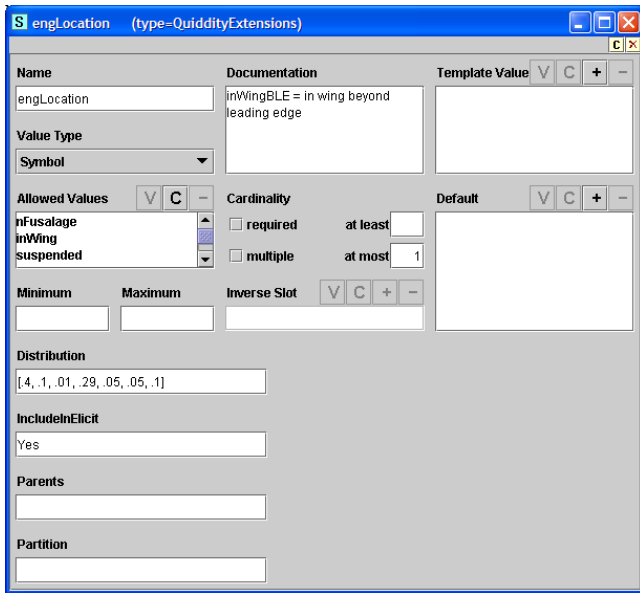 S engLocation (type=QuiddityExtensions)
C
Name
engLocation
Documentation
inWingBLE = in wing beyond
leading edge
Template Value V C + −
Value Type
Symbol
Allowed Values V C −
nFusalage
inWing
suspended
Cardinality
required at least
multiple at most 1
Default V C + −
Minimum Maximum
Inverse Slot V C + −
Distribution
[.4, .1, .01, .29, .05, .05, .1]
IncludeInElicit
Yes
Parents
Partition